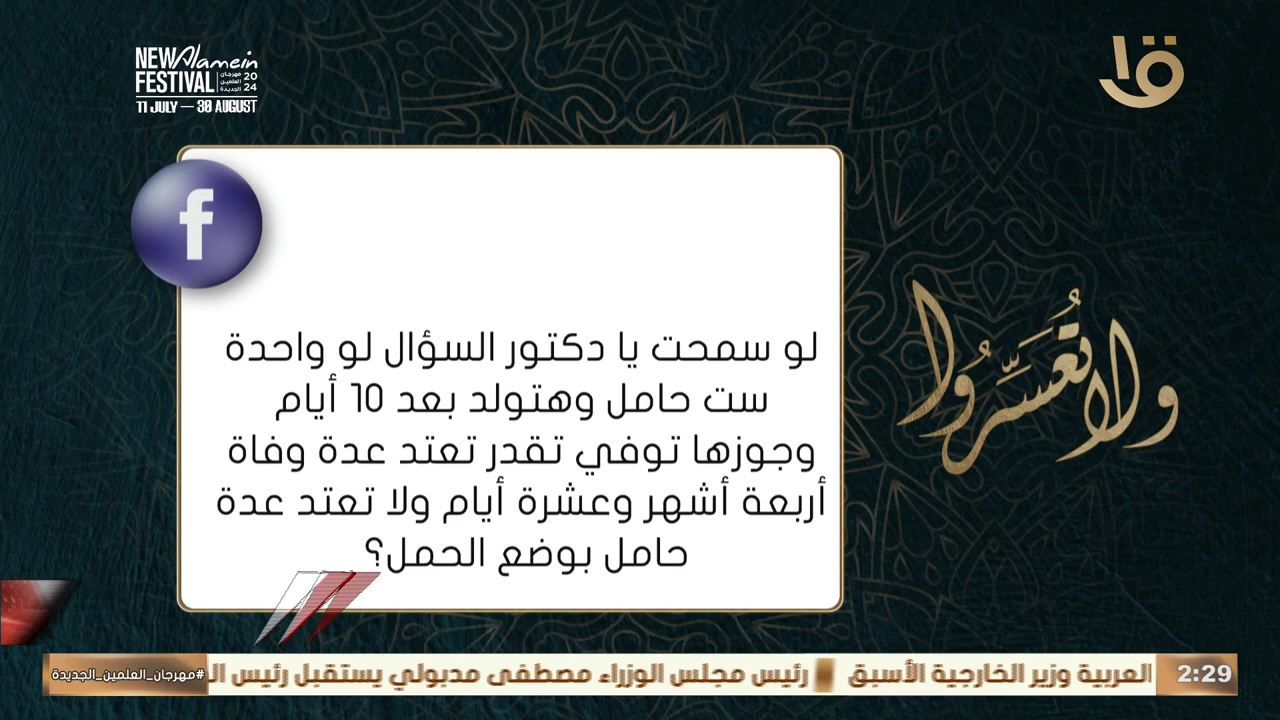 NEW Alamein
FESTIVAL
مهرجان
العلمين
الجديدة
20
24
11 JULY — 30 AUGUST
f
لو سمحت يا دكتور السؤال لو واحدة
ست حامل وهتولد بعد 10 أيام
وجوزها توفي تقدر تعتد عدة وفاة
أربعة أشهر وعشرة أيام ولا تعتد عدة
حامل بوضع الحمل؟
ولا تُعَسِّرُوا
2:29
العربية وزير الخارجية الأسبق رئيس مجلس الوزراء مصطفى مدبولي يستقبل رئيس ال
#مهرجان_العلمين_الجديدة